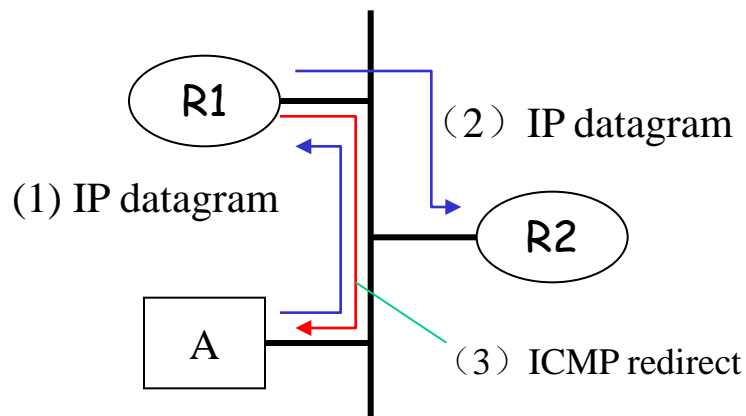 R1
（2）IP datagram
(1) IP datagram
R2
A
（3）ICMP redirect